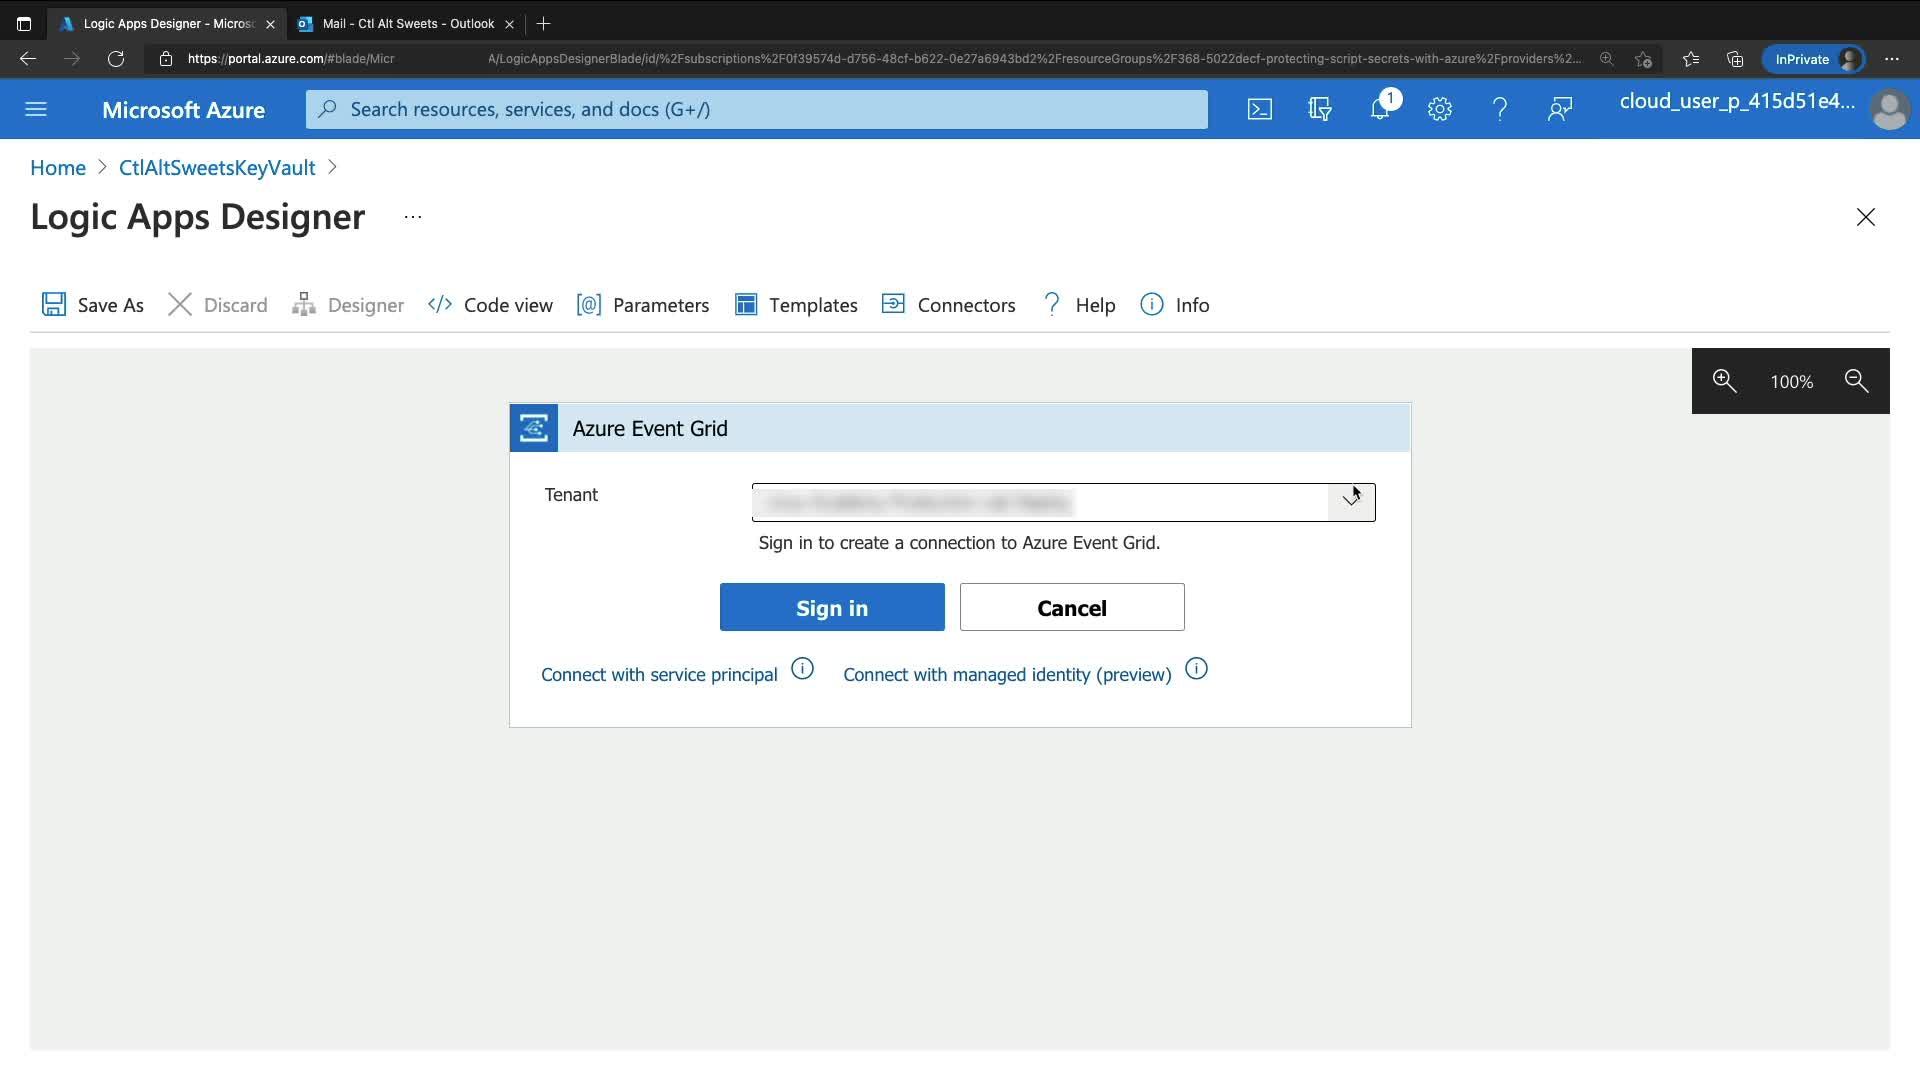 Logic Apps Designer - Micros
Mail - Ctl Alt Sweets - Outlook
https://portal.azure.com/#blade/Micr
A/LogicAppsDesignerBlade/id/%2Fsubscriptions%2F0f39574d-d756-48cf-b622-0e27a6943bd2%2FresourceGroups%2F368-5022decf-protecting-script-secrets-with-azure%2Fproviders%2...
InPrivate
Microsoft Azure
Search resources, services, and docs (G+/)
1
cloud_user_p_415d51e4...
Home > CtlAltSweetsKeyVault >
Logic Apps Designer ...
Save As
Discard
Designer
Code view
Parameters
Templates
Connectors
Help
Info
100%
Azure Event Grid
Tenant
Sign in to create a connection to Azure Event Grid.
Sign in
Cancel
Connect with service principal
Connect with managed identity (preview)